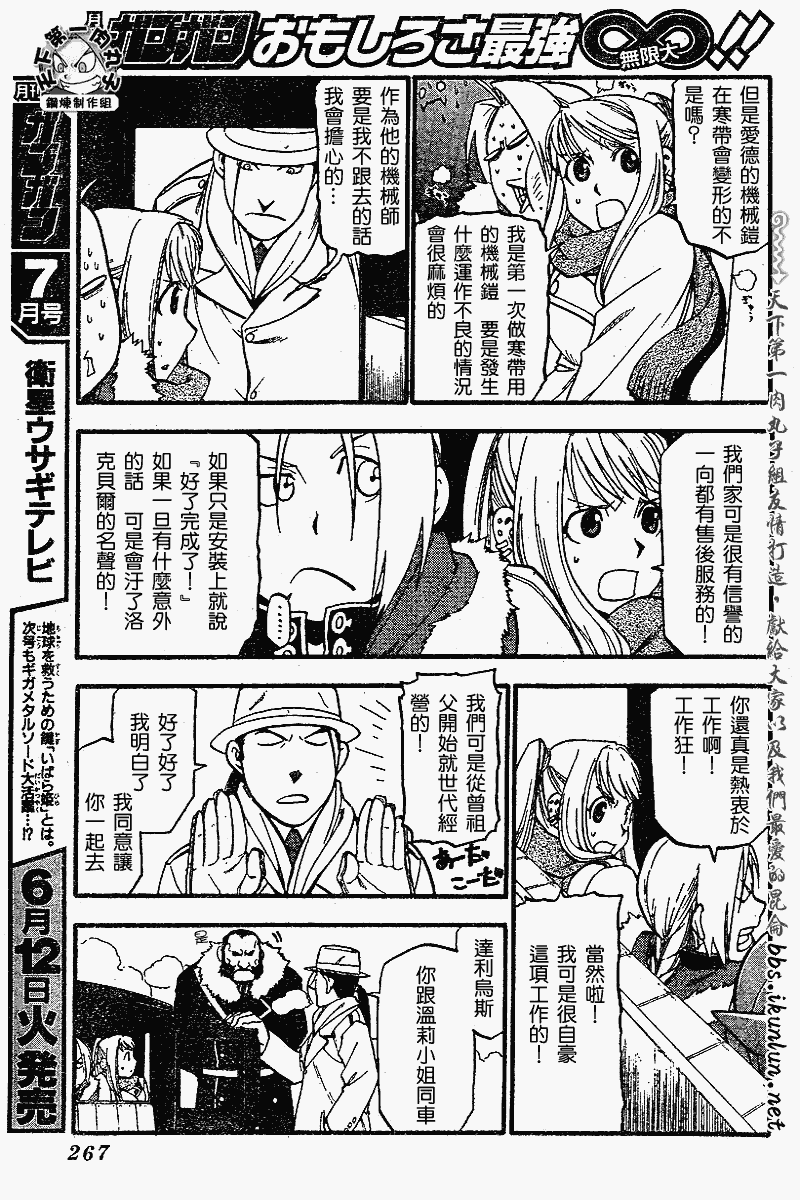 月刊ガンガン おもしろさ最強 ∞ 無限大 !!
天下第一肉丸子
鋼煉制作組
月刊
ガンガン
7
月号
衛星ウサギテレビ
地球を救うための鍵「いばら姫」とは。
次号もギガメタルソード大活躍…!?
6月12日火発売
但是愛德的機械鎧
在寒帶會變形的不
是嗎？
我是第一次做寒帶用
的機械鎧 要是發生
什麼運作不良的情況
會很麻煩的
作為他的機械師
要是我不跟去的話
我會擔心的…
我們家可是很有信譽的
一向都有售後服務的！
如果只是安裝上就說
『好了完成了！』
如果一旦有什麼意外
的話 可是會汙了洛
克貝爾的名聲的！
……
你還真是熱衷於
工作啊！
工作狂！
當然啦！
我可是很自豪
這項工作的！
我們可是從曾祖
父開始就世代經
營的！
あーだ
こーだ
好了好了
我明白了
我同意讓
你一起去
達利烏斯
你跟溫莉小姐同車
天下第一肉丸子組友情打造，獻給大家以及我們最愛的昆侖
bbs.ikunlun.net
267